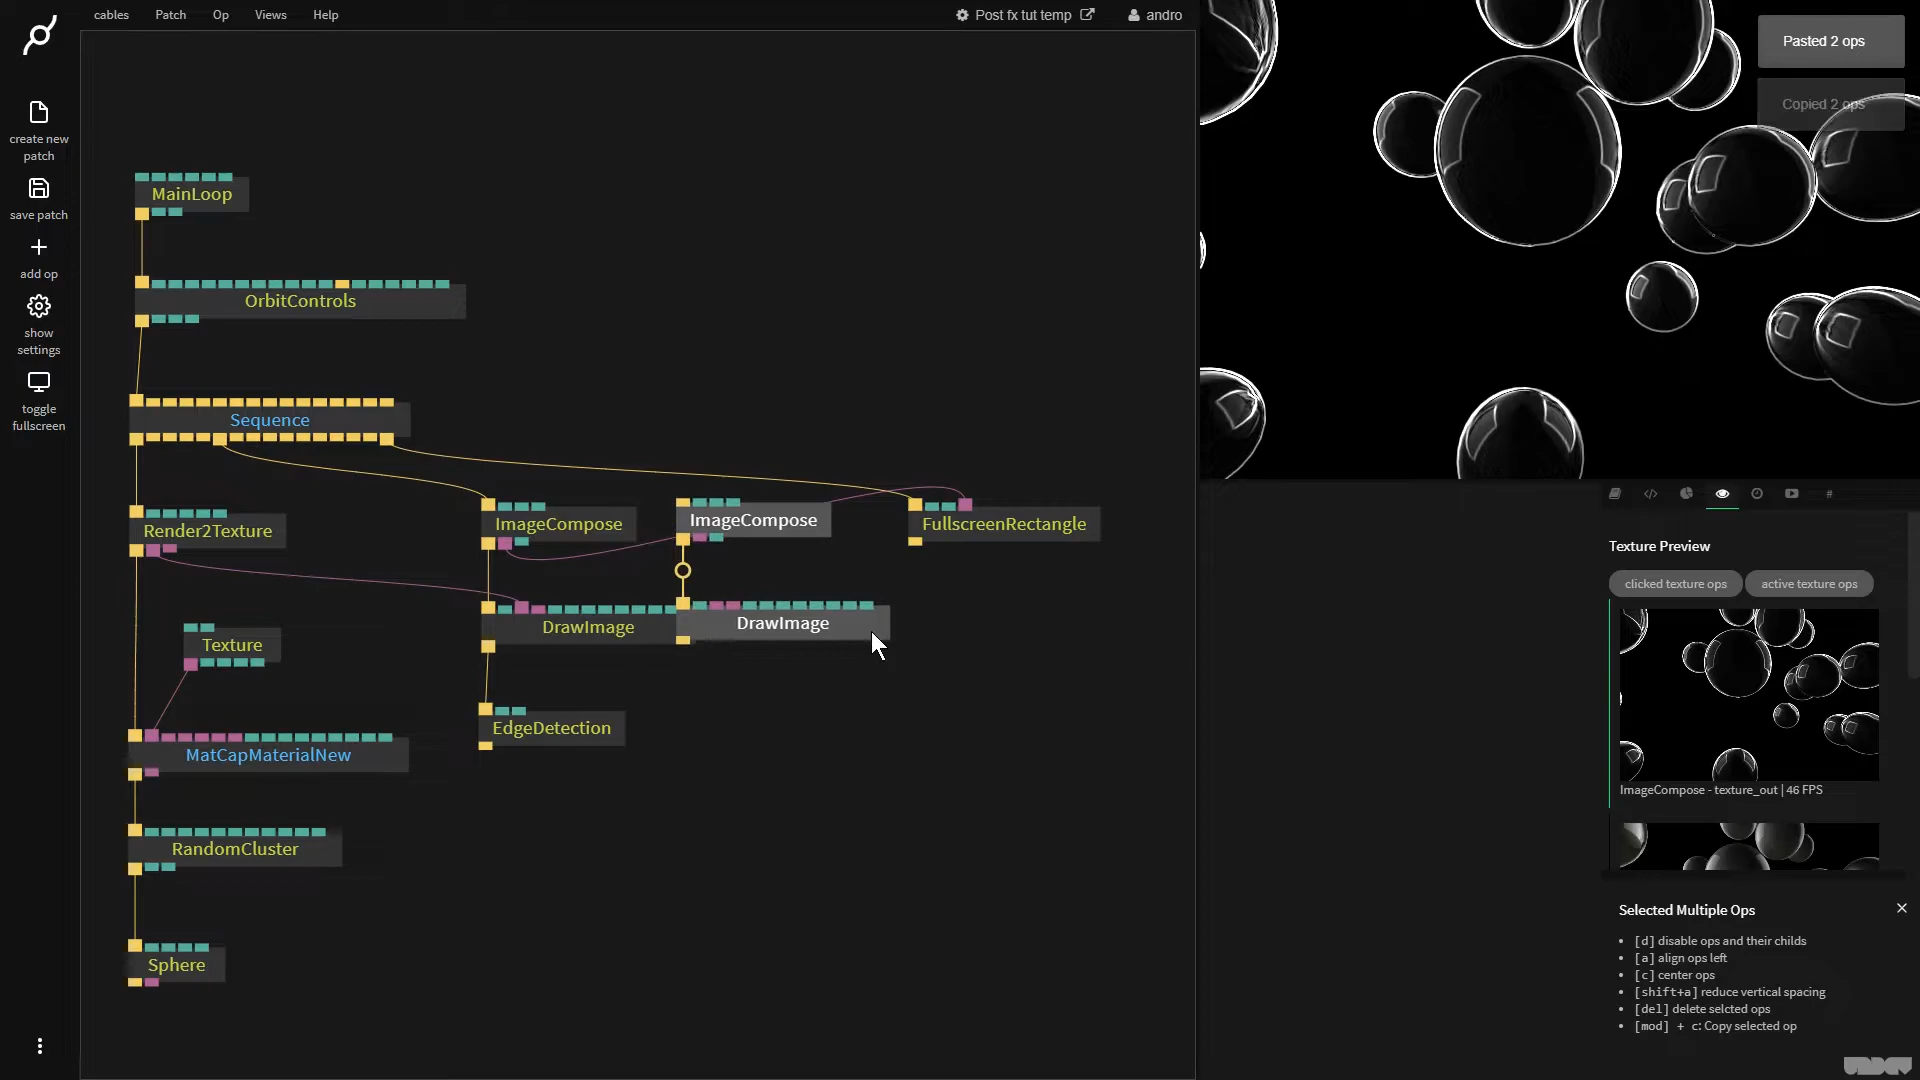 cables Patch Op Views Help
Post fx tut temp
andro
create new
patch
save patch
add op
show
settings
toggle
fullscreen
MainLoop
OrbitControls
Sequence
Render2Texture
Texture
MatCapMaterialNew
RandomCluster
Sphere
ImageCompose
DrawImage
EdgeDetection
ImageCompose
DrawImage
FullscreenRectangle
Pasted 2 ops
Copied 2 ops
#
Texture Preview
clicked texture ops
active texture ops
ImageCompose - texture_out | 46 FPS
Selected Multiple Ops
[d] disable ops and their childs
[a] align ops left
[c] center ops
[shift+a] reduce vertical spacing
[del] delete selcted ops
[mod] + c: Copy selected op